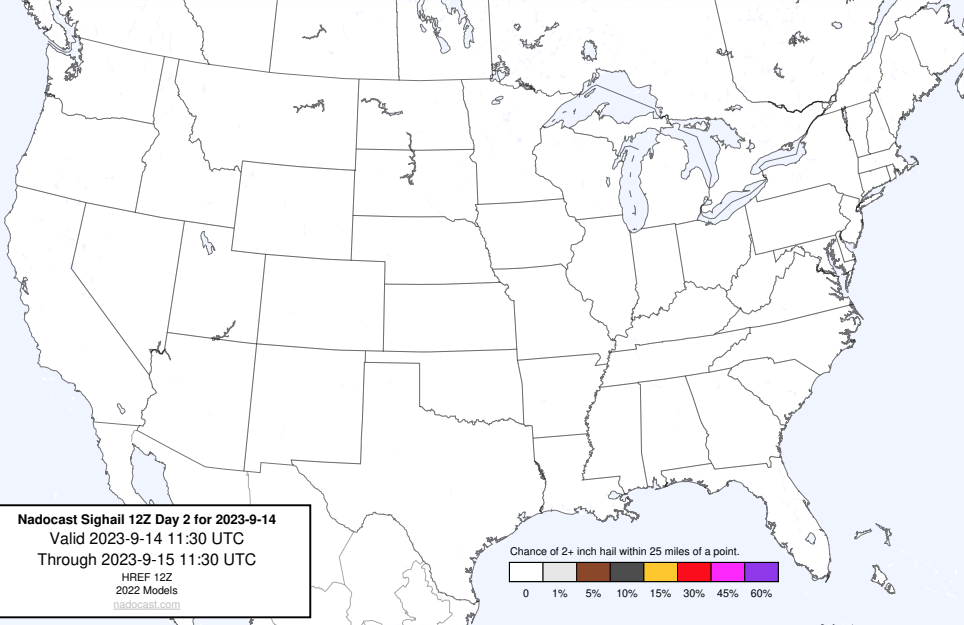 Nadocast Sighail 12Z Day 2 for 2023-9-14
Valid 2023-9-14 11:30 UTC
Through 2023-9-15 11:30 UTC
HREF 12Z
2022 Models
nadocast.com
Chance of 2+ inch hail within 25 miles of a point.
0 1% 5% 10% 15% 30% 45% 60%